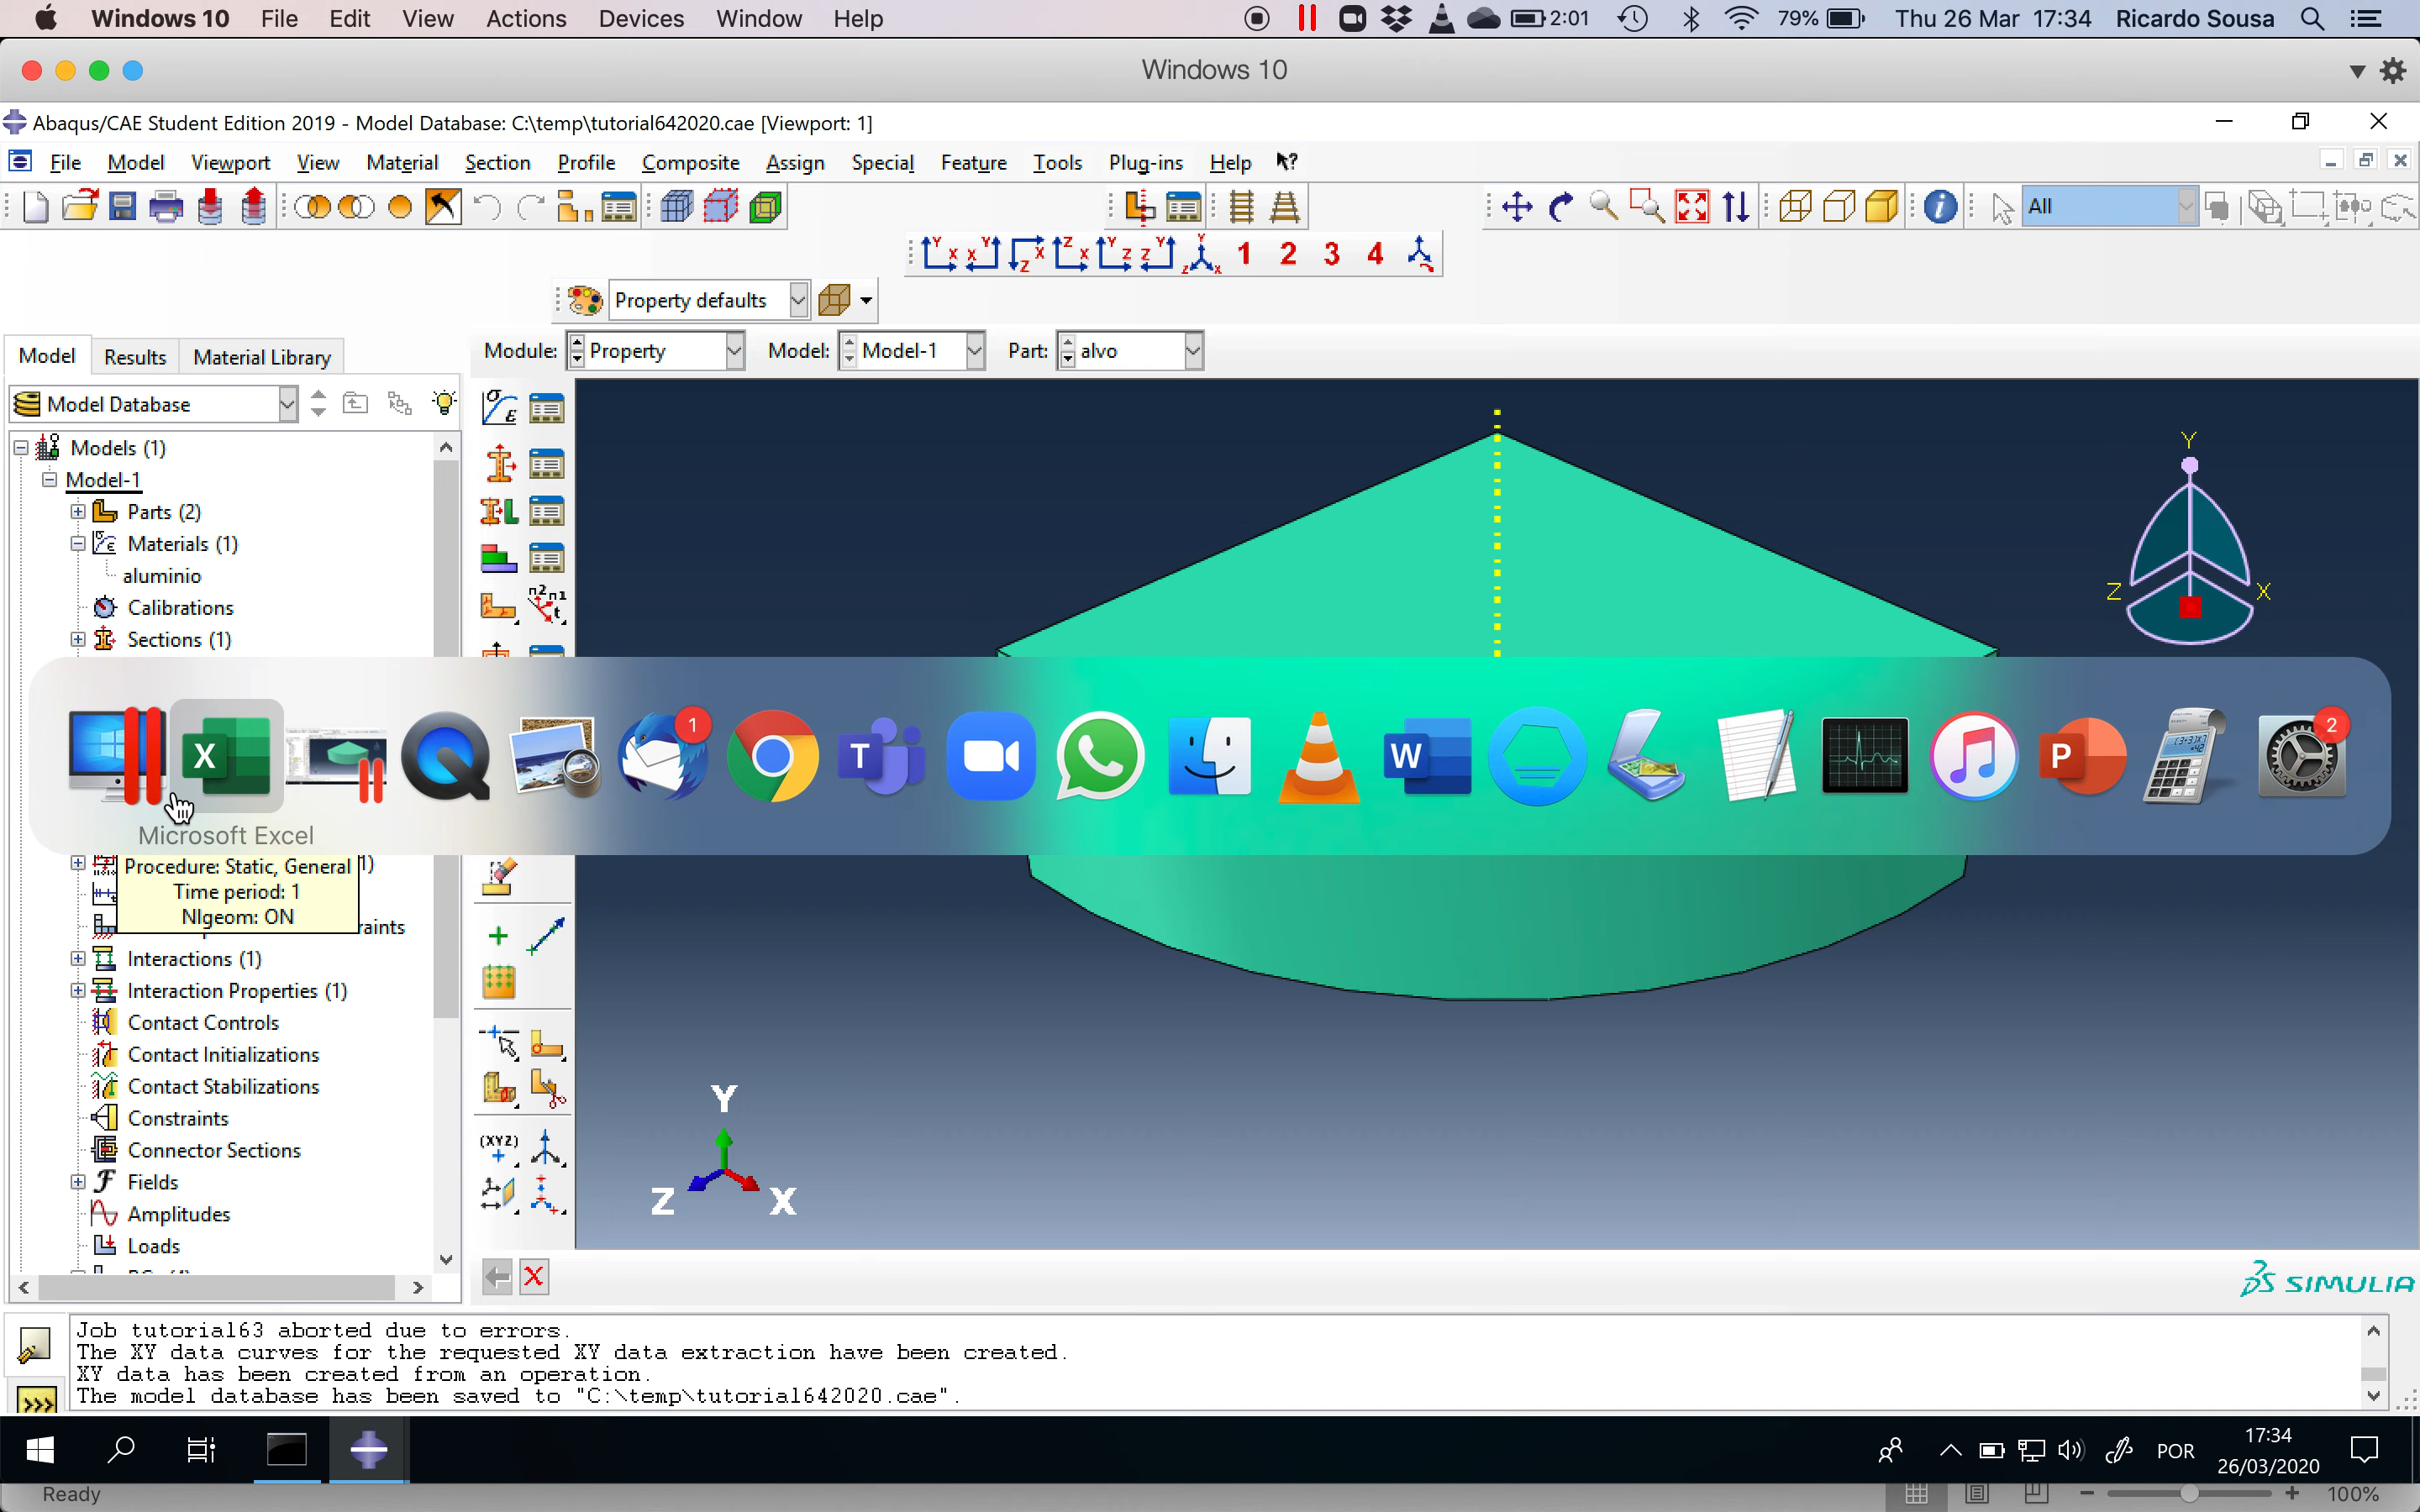 Windows 10 File Edit View Actions Devices Window Help 2:01 79% Thu 26 Mar 17:34 Ricardo Sousa
Windows 10
Abaqus/CAE Student Edition 2019 - Model Database: C:\temp\tutorial642020.cae [Viewport: 1]
File Model Viewport View Material Section Profile Composite Assign Special Feature Tools Plug-ins Help
All
1 2 3 4
Property defaults
Model Results Material Library
Module: Property Model: Model-1 Part: alvo
Model Database
Models (1)
Model-1
Parts (2)
Materials (1)
aluminio
Calibrations
Sections (1)
Y
Z X
1
2
Microsoft Excel
Procedure: Static, General
Time period: 1
Nlgeom: ON
raints
Interactions (1)
Interaction Properties (1)
Contact Controls
Contact Initializations
Contact Stabilizations
Constraints
Connector Sections
Fields
Amplitudes
Loads
(XYZ)
Y
Z X
SIMULIA
Job tutorial63 aborted due to errors.
The XY data curves for the requested XY data extraction have been created.
XY data has been created from an operation.
The model database has been saved to "C:\temp\tutorial642020.cae".
POR 17:34
26/03/2020
Ready 100%